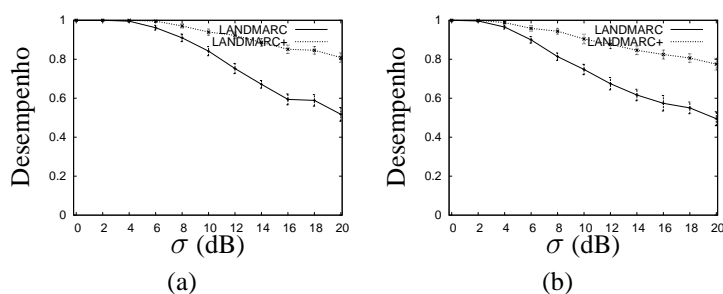 1
0.8
0.6
0.4
0.2
0
0 2 4 6 8 10 12 14 16 18 20
Desempenho
σ (dB)
LANDMARC
LANDMARC+
(a)
1
0.8
0.6
0.4
0.2
0
0 2 4 6 8 10 12 14 16 18 20
Desempenho
σ (dB)
LANDMARC
LANDMARC+
(b)